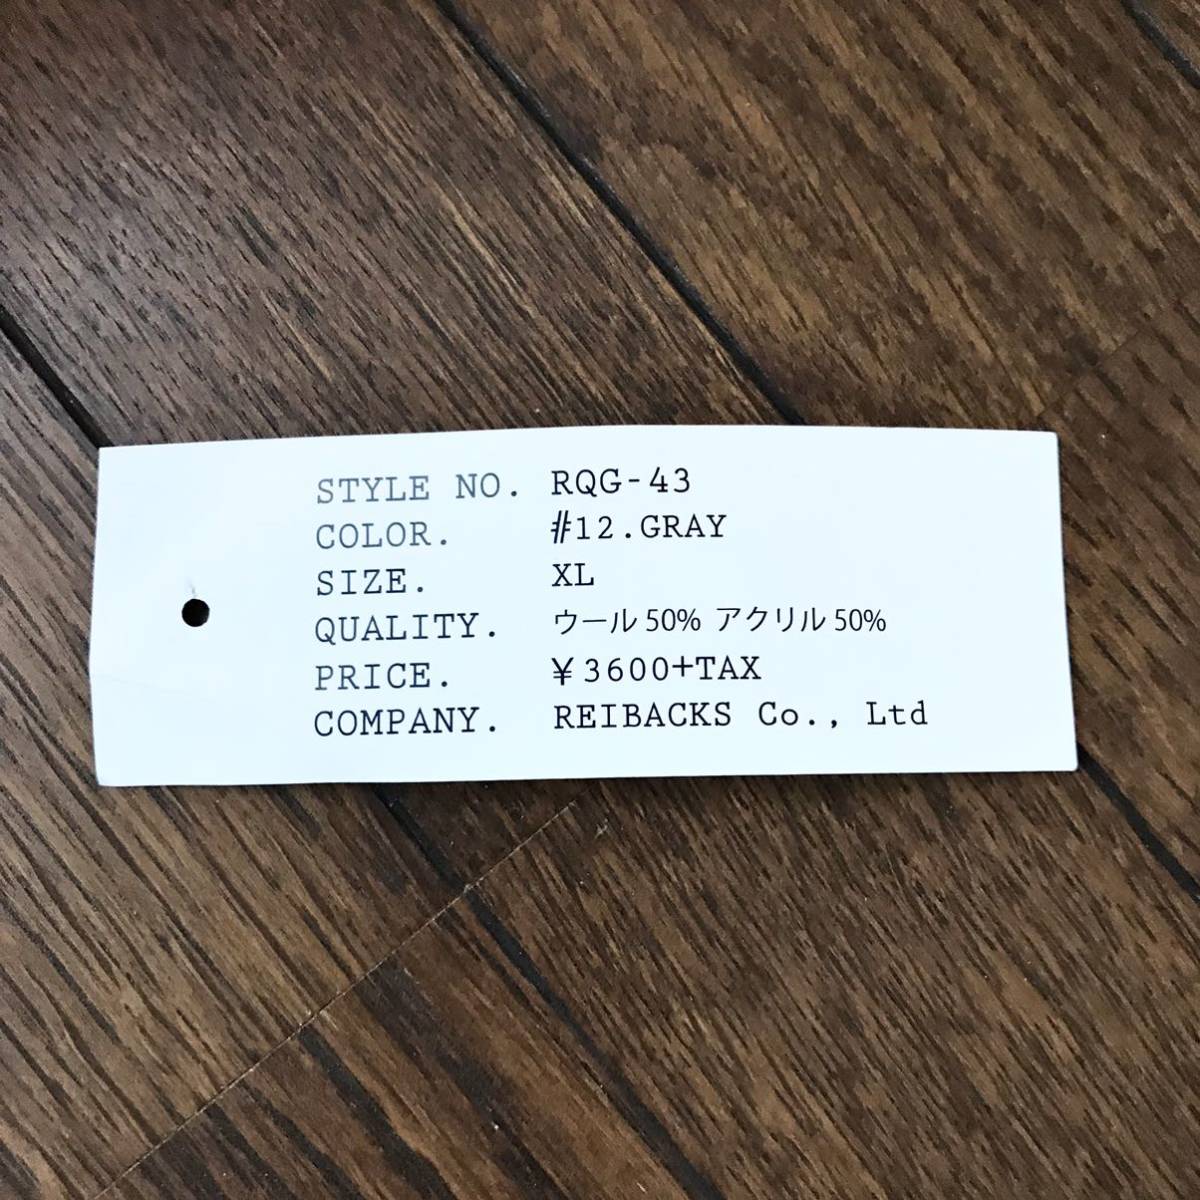 STYLE NO. RQG-43
COLOR. #12.GRAY
SIZE. XL
QUALITY. ウール 50% アクリル 50%
PRICE. ¥3600+TAX
COMPANY. REIBACKS Co., Ltd